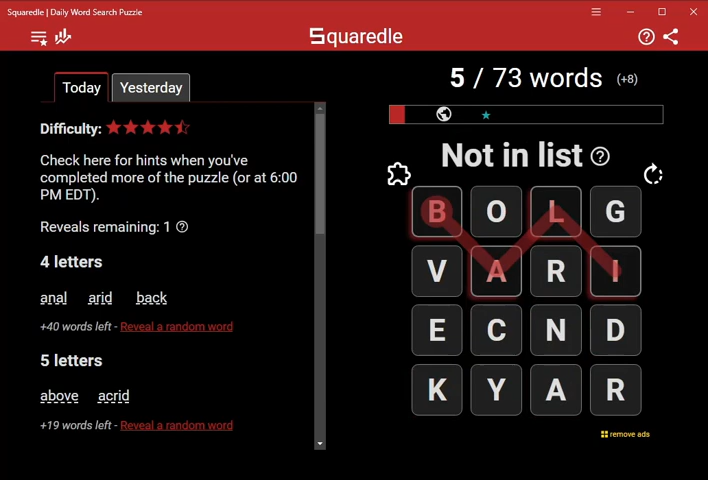 Squaredle | Daily Word Search Puzzle
Squaredle
Today Yesterday
5 / 73 words (+8)
Difficulty:
Check here for hints when you've
completed more of the puzzle (or at 6:00
PM EDT).
Reveals remaining: 1
4 letters
anal arid back
+40 words left - Reveal a random word
5 letters
above acrid
+19 words left - Reveal a random word
Not in list
B O L G
V A R I
E C N D
K Y A R
remove ads